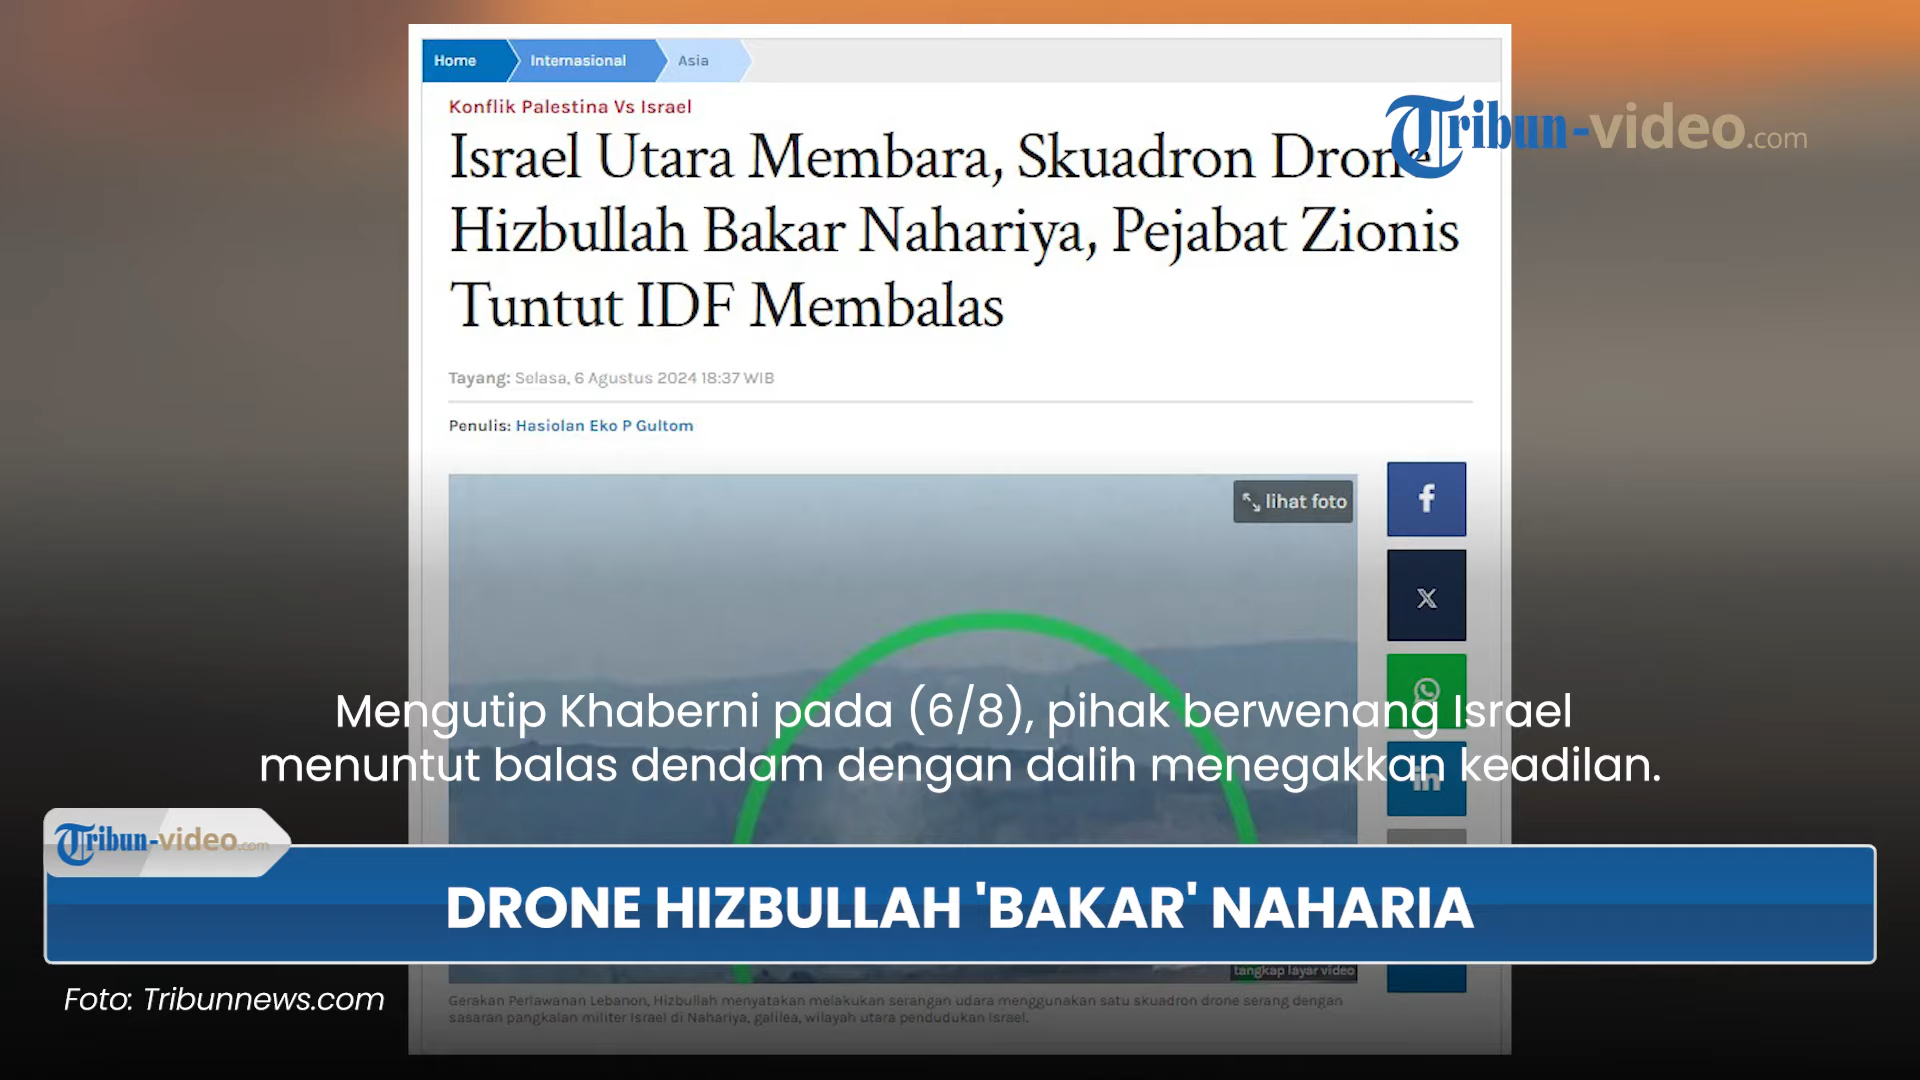 Home Internasional Asia
Konflik Palestina Vs Israel
Israel Utara Membara, Skuadron Drone
Hizbullah Bakar Nahariya, Pejabat Zionis
Tuntut IDF Membalas
Tribun-video.com
Tayang: Selasa, 6 Agustus 2024 18:37 WIB
Penulis: Hasiolan Eko P Gultom
lihat foto
f
X
Mengutip Khaberni pada (6/8), pihak berwenang Israel
menuntut balas dendam dengan dalih menegakkan keadilan.
in
Tribun-video.com
DRONE HIZBULLAH 'BAKAR' NAHARIA
tangkap layar video
Foto: Tribunnews.com
Gerakan Perlawanan Lebanon, Hizbullah menyatakan melakukan serangan udara menggunakan satu skuadron drone serang dengan
sasaran pangkalan militer Israel di Nahariya, galilea, wilayah utara pendudukan Israel.